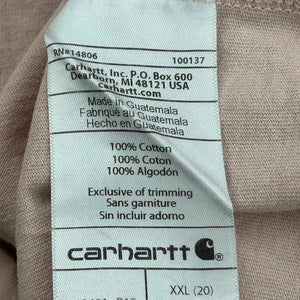 RN#14806 100137
Carhartt, Inc. P.O. Box 600
Dearborn, MI 48121 USA
carhartt.com
Made in Guatemala
Fabriqué au Guatemala
Hecho en Guatemala
100% Cotton
100% Coton
100% Algodón
Exclusive of trimming
Sans garniture
Sin incluir adorno
carhartt
XXL (20)